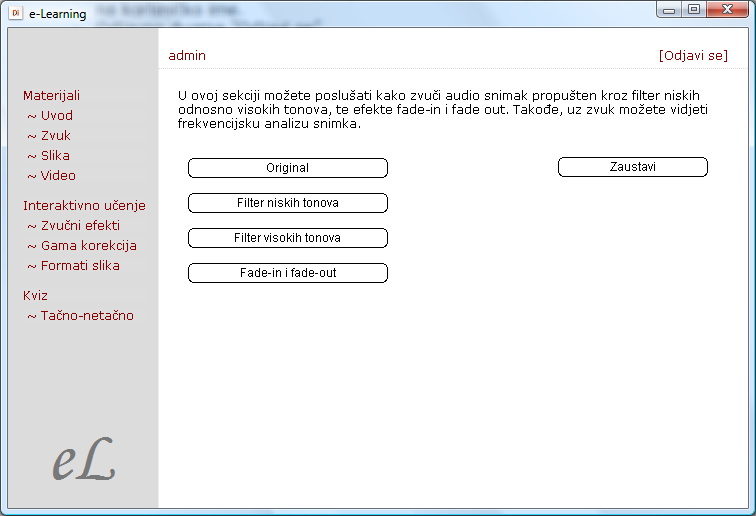 e-Learning
admin
[Odjavi se]
Materijali
~ Uvod
~ Zvuk
~ Slika
~ Video
Interaktivno učenje
~ Zvučni efekti
~ Gama korekcija
~ Formati slika
Kviz
~ Tačno-netačno
eL
U ovoj sekciji možete poslušati kako zvuči audio snimak propušten kroz filter niskih
odnosno visokih tonova, te efekte fade-in i fade out. Takođe, uz zvuk možete vidjeti
frekvencijsku analizu snimka.
Original
Zaustavi
Filter niskih tonova
Filter visokih tonova
Fade-in i fade-out